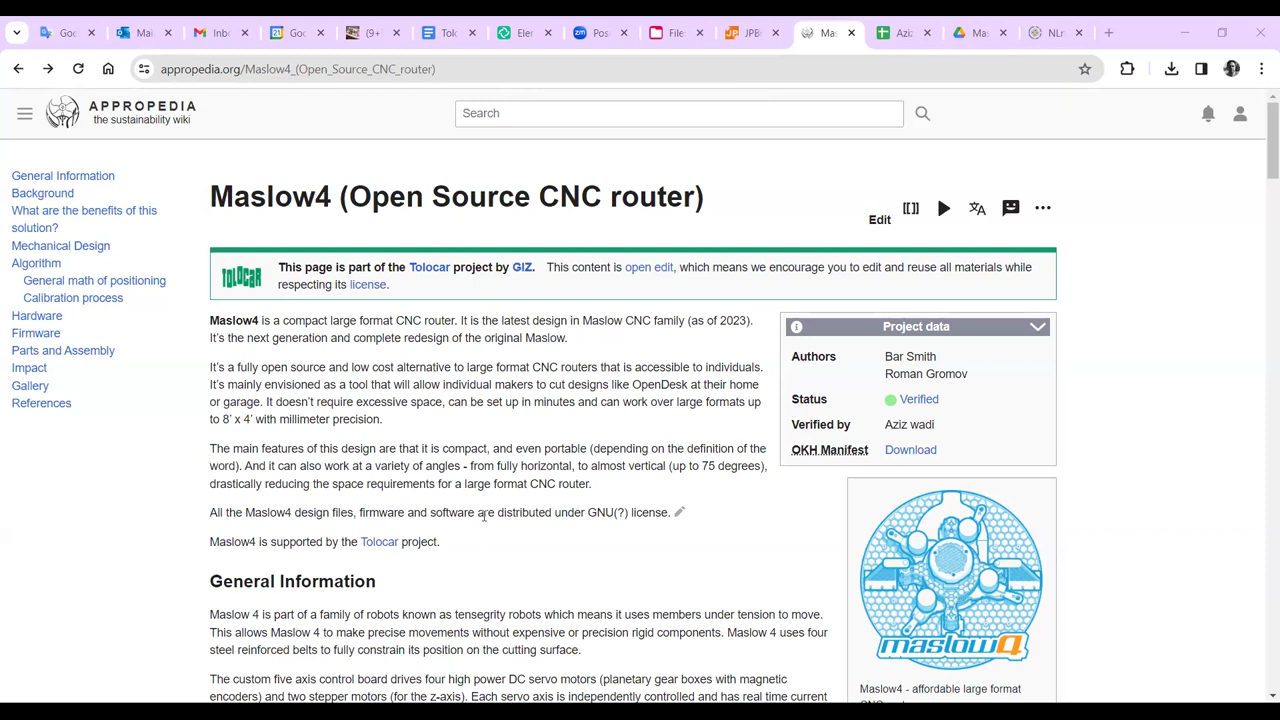 Goo
Mai
Inbo
Goo
(9+
Tolo
Eler
Pos
File
JPB
Mas
Aziz
Mas
NLn
appropedia.org/Maslow4_(Open_Source_CNC_router)
APPROPEDIA
the sustainability wiki
Search
General Information
Background
What are the benefits of this
solution?
Mechanical Design
Algorithm
General math of positioning
Calibration process
Hardware
Firmware
Parts and Assembly
Impact
Gallery
References
Maslow4 (Open Source CNC router)
Edit
TOLOCAR
This page is part of the Tolocar project by GIZ. This content is open edit, which means we encourage you to edit and reuse all materials while
respecting its license.
Maslow4 is a compact large format CNC router. It is the latest design in Maslow CNC family (as of 2023).
It's the next generation and complete redesign of the original Maslow.
It's a fully open source and low cost alternative to large format CNC routers that is accessible to individuals.
It's mainly envisioned as a tool that will allow individual makers to cut designs like OpenDesk at their home
or garage. It doesn't require excessive space, can be set up in minutes and can work over large formats up
to 8' x 4' with millimeter precision.
The main features of this design are that it is compact, and even portable (depending on the definition of the
word). And it can also work at a variety of angles - from fully horizontal, to almost vertical (up to 75 degrees),
drastically reducing the space requirements for a large format CNC router.
All the Maslow4 design files, firmware and software are distributed under GNU(?) license.
Maslow4 is supported by the Tolocar project.
General Information
Maslow 4 is part of a family of robots known as tensegrity robots which means it uses members under tension to move.
This allows Maslow 4 to make precise movements without expensive or precision rigid components. Maslow 4 uses four
steel reinforced belts to fully constrain its position on the cutting surface.
The custom five axis control board drives four high power DC servo motors (planetary gear boxes with magnetic
encoders) and two stepper motors (for the z-axis). Each servo axis is independently controlled and has real time current
Project data
Authors
Bar Smith
Roman Gromov
Status
Verified
Verified by
Aziz wadi
OKH Manifest
Download
maslow4
Maslow4 - affordable large format